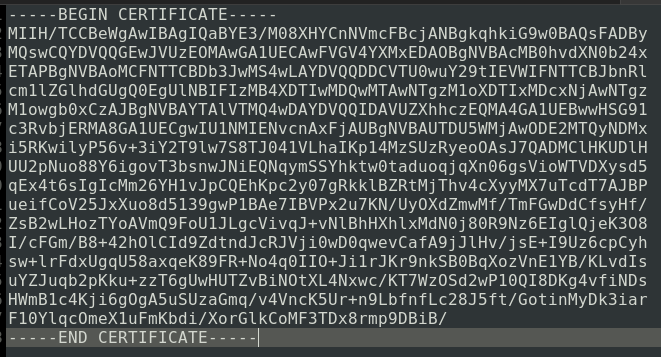 -----BEGIN CERTIFICATE-----
MIIH/TCCBeWgAwIBAgIQaBYE3/M08XHYCnNVmcFBcjANBgkqhkiG9w0BAQsFADBy
MQswCQYDVQQGEwJVUzEOMAwGA1UECAwFVGV4YXMxEDAOBgNVBAcMB0hvdXN0b24x
ETAPBgNVBAoMCFNTTCBDb3JwMS4wLAYDVQQDDCVTU0wuY29tIEVWIFNTTCBJbnRl
cm1lZGlhdGUgQ0EgUlNBIFIzMB4XDTIwMDQwMTAwNTgzM1oXDTIxMDcxNjAwNTgz
M1owgb0xCzAJBgNVBAYTAlVTMQ4wDAYDVQQIDAVUZXhhczEQMA4GA1UEBwwHSG91
c3RvbjERMA8GA1UECgwIU1NMIENvcnAxFjAUBgNVBAUTDU5WMjAwODE2MTQyNDMx
i5RKwilyP56v+3iY2T9lw7S8TJ041VLhaIKp14MzSUzRyeoOAsJ7QADMClHKUDlH
UU2pNuo88Y6igovT3bsnwJNiEQNqymSSYhktw0taduoqjqXn06gsVioWTVDXysd5
qEx4t6sIgIcMm26YH1vJpCQEhKpc2y07gRkklBZRtMjThv4cXyyMX7uTcdT7AJBP
ueifCoV25JxXuo8d5139gwP1BAe7IBVPx2u7KN/UyOXdZmwMf/TmFGwDdCfsyHf/
ZsB2wLHozTYoAVmQ9FoU1JLgcVivqJ+vNlBhHXhlxMdN0j80R9Nz6EIglQjeK3O8
I/cFGm/B8+42hOlCId9ZdtndJcRJVji0wD0qwevCafA9jJlHv/jsE+I9Uz6cpCyh
sw+lrFdxUgqU58axqeK89FR+No4q0IIO+Ji1rJKr9nkSB0BqXozVnE1YB/KLvdIs
uYZJuqb2pKku+zzT6gUwHUTZvBiNOtXL4Nxwc/KT7WzOSd2wP10QI8DKg4vfiNDs
HWmB1c4Kji6gOgA5uSUzaGmq/v4VncK5Ur+n9LbfnfLc28J5ft/GotinMyDk3iar
F10YlqcOmeX1uFmKbdi/XorGlkCoMF3TDx8rmp9DBiB/
-----END CERTIFICATE-----